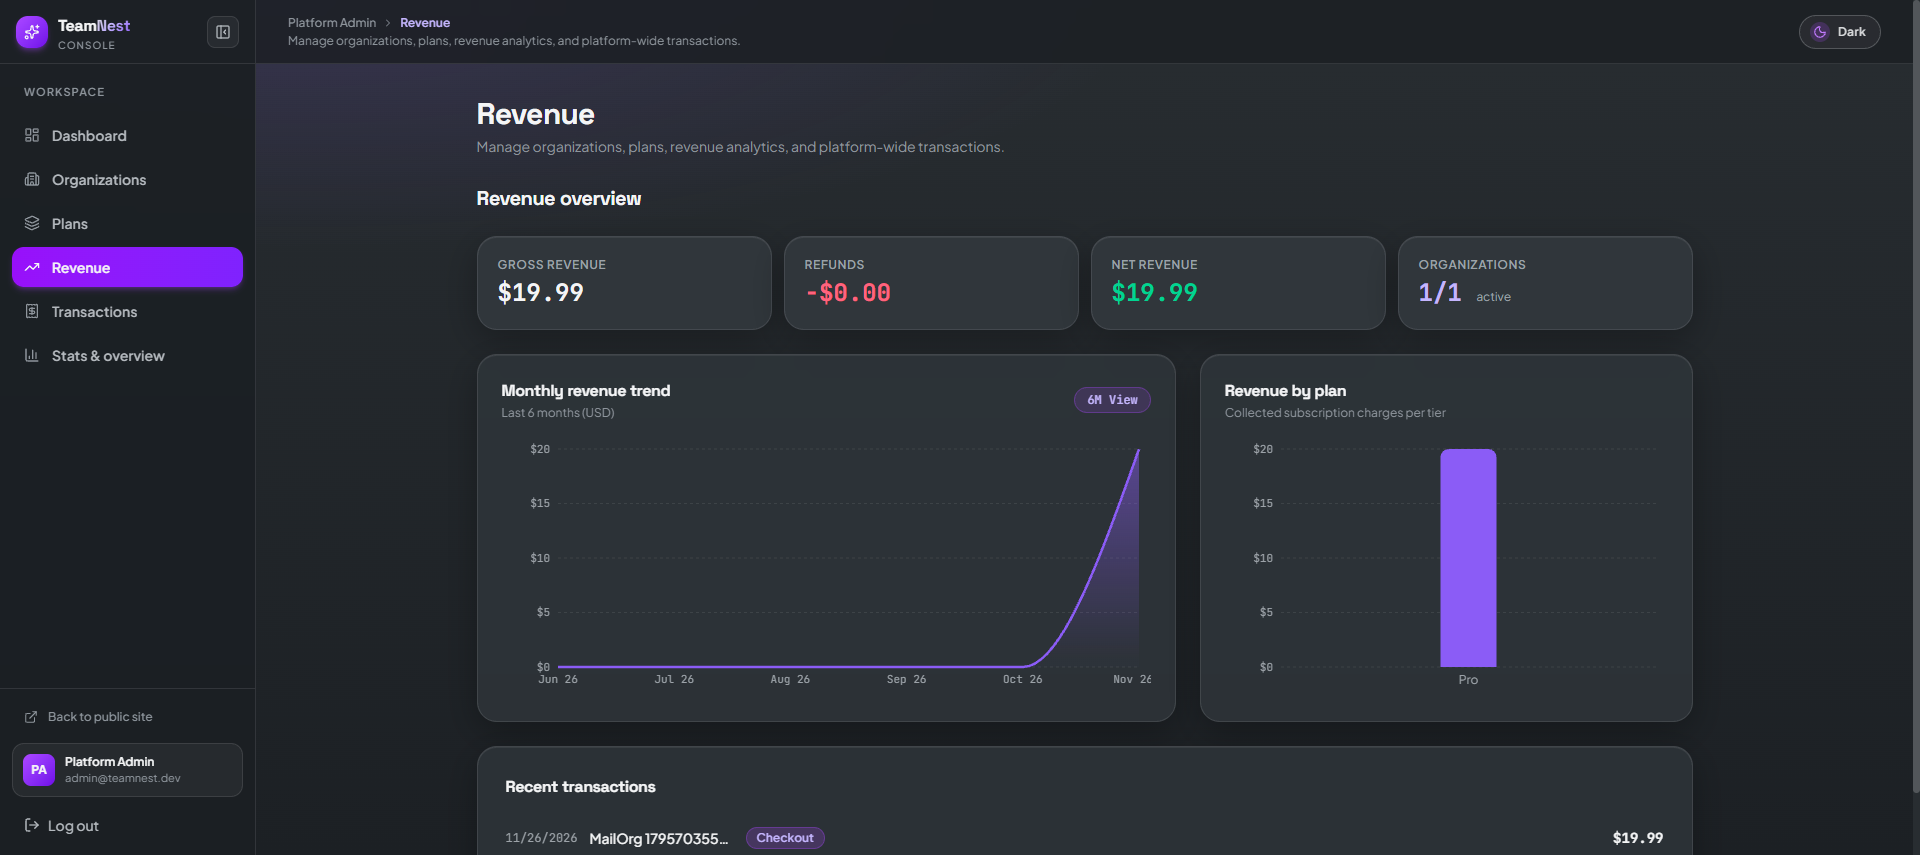 TeamNest
CONSOLE
WORKSPACE
Dashboard
Organizations
Plans
Revenue
Transactions
Stats & overview
Back to public site
PA
Platform Admin
admin@teamnest.dev
Log out
Platform Admin > Revenue
Manage organizations, plans, revenue analytics, and platform-wide transactions.
Dark
Revenue
Manage organizations, plans, revenue analytics, and platform-wide transactions.
Revenue overview
GROSS REVENUE
$19.99
REFUNDS
-$0.00
NET REVENUE
$19.99
ORGANIZATIONS
1/1 active
Monthly revenue trend
Last 6 months (USD)
6M View
$20
$15
$10
$5
$0
Jun 26 Jul 26 Aug 26 Sep 26 Oct 26 Nov 26
Revenue by plan
Collected subscription charges per tier
$20
$15
$10
$5
$0
Pro
Recent transactions
11/26/2026 MailOrg 179570355... Checkout $19.99